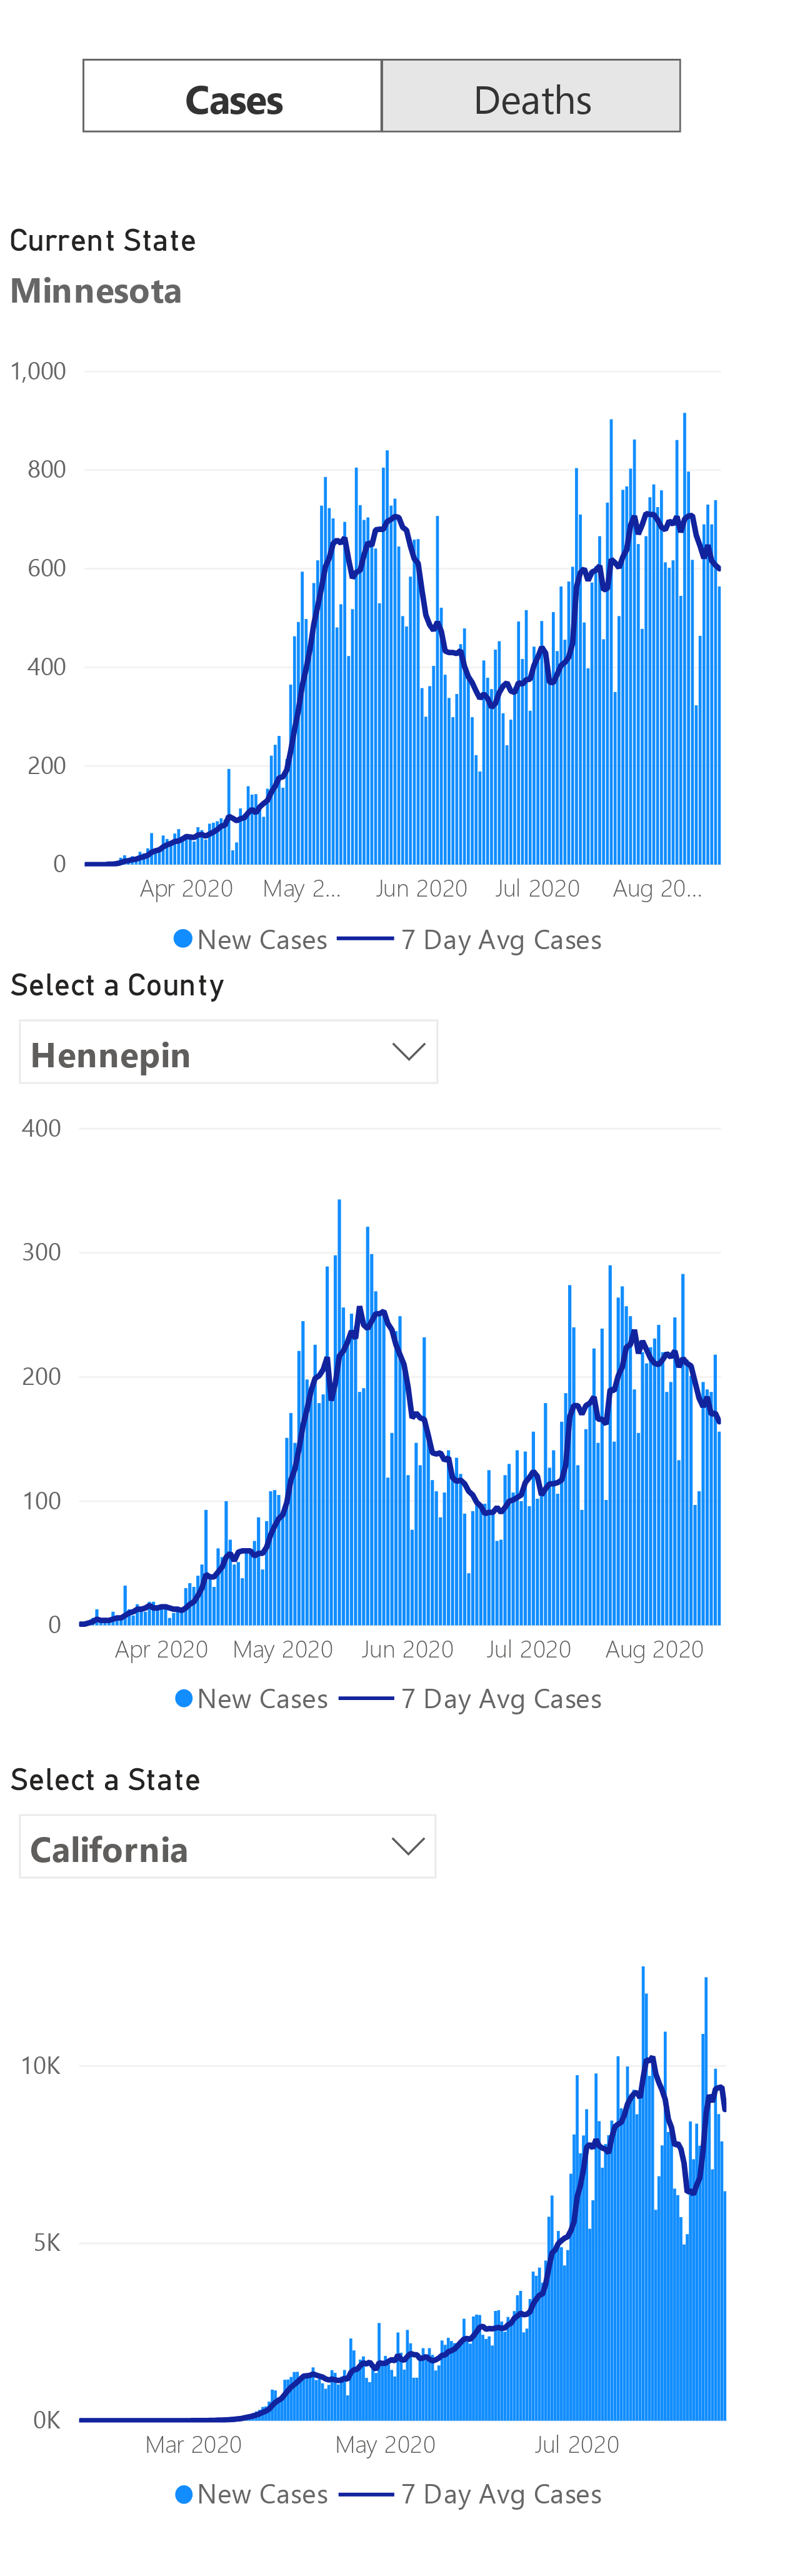 Cases Deaths
Current State
Minnesota
1,000
800
600
400
200
0
Apr 2020 May 2... Jun 2020 Jul 2020 Aug 20...
New Cases 7 Day Avg Cases
Select a County
Hennepin
400
300
200
100
0
Apr 2020 May 2020 Jun 2020 Jul 2020 Aug 2020
New Cases 7 Day Avg Cases
Select a State
California
10K
5K
0K
Mar 2020 May 2020 Jul 2020
New Cases 7 Day Avg Cases